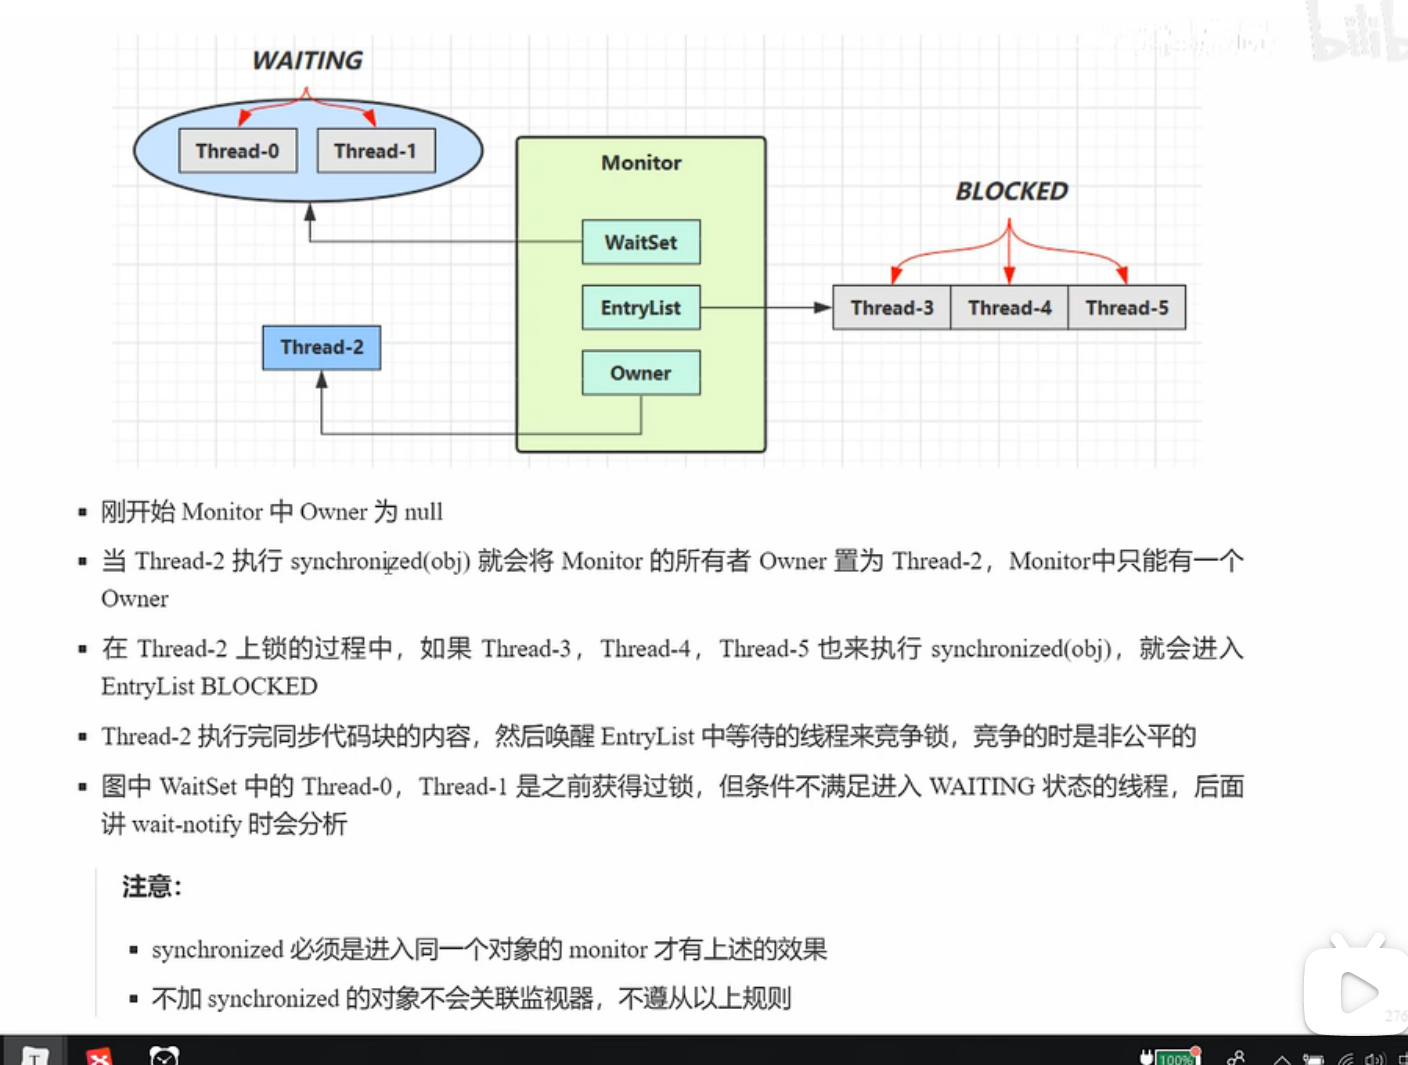 WAITING
Thread-0
Thread-1
Monitor
WaitSet
BLOCKED
EntryList
Thread-3
Thread-4
Thread-5
Thread-2
Owner
刚开始 Monitor 中 Owner 为 null
当 Thread-2 执行 synchronized(obj) 就会将 Monitor 的所有者 Owner 置为 Thread-2，Monitor中只能有一个
Owner
在 Thread-2 上锁的过程中，如果 Thread-3，Thread-4，Thread-5 也来执行 synchronized(obj)，就会进入
EntryList BLOCKED
Thread-2 执行完同步代码块的内容，然后唤醒 EntryList 中等待的线程来竞争锁，竞争的时是非公平的
图中 WaitSet 中的 Thread-0，Thread-1 是之前获得过锁，但条件不满足进入 WAITING 状态的线程，后面
讲 wait-notify 时会分析
注意：
synchronized 必须是进入同一个对象的 monitor 才有上述的效果
不加 synchronized 的对象不会关联监视器，不遵从以上规则
276
T
100%